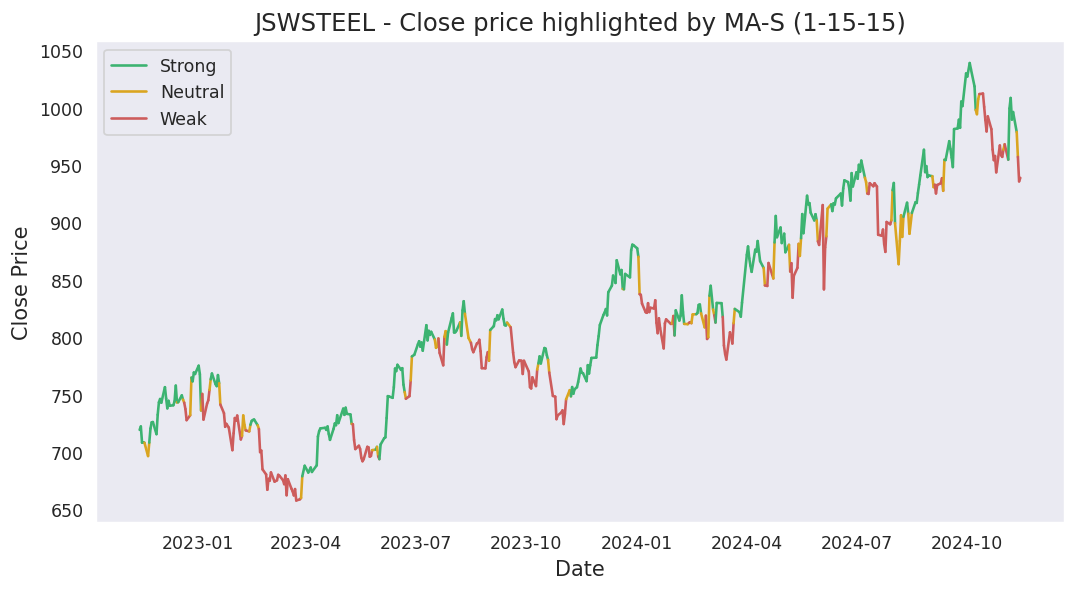 JSWSTEEL - Close price highlighted by MA-S (1-15-15)
Strong
Neutral
Weak
Close Price
1050
1000
950
900
850
800
750
700
650
2023-01 2023-04 2023-07 2023-10 2024-01 2024-04 2024-07 2024-10
Date